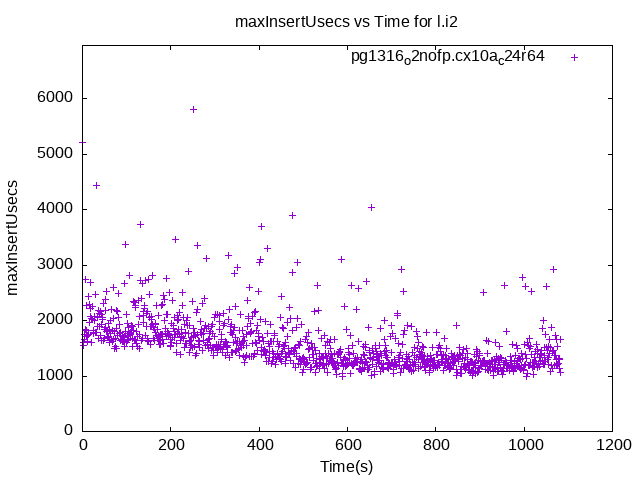 maxInsertUsecs vs Time for l.i2
pg1316o2nofp.cx10ac24r64
maxInsertUsecs
6000
5000
4000
3000
2000
1000
0
0 200 400 600 800 1000 1200
Time(s)